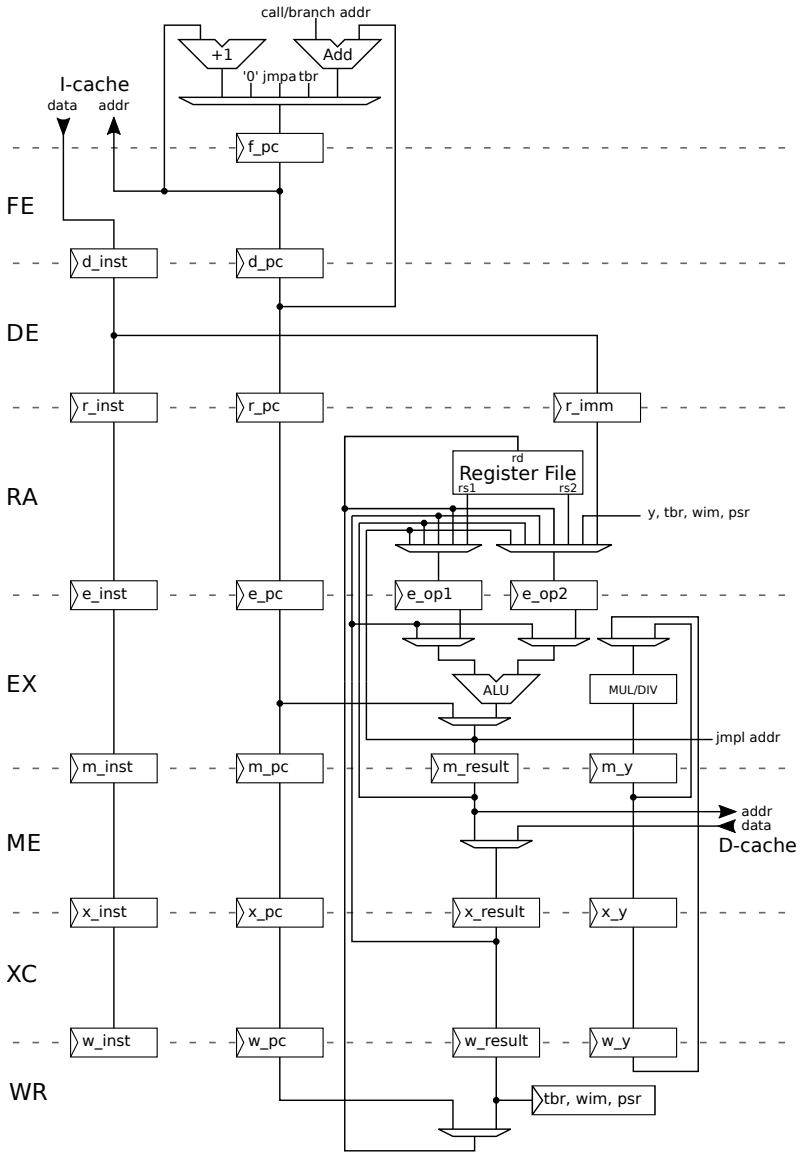 call/branch addr
+1
Add
'0' jmpa tbr
I-cache
data addr
f_pc
FE
d_inst
d_pc
DE
r_inst
r_pc
r_imm
rd
Register File
rs1
rs2
RA
y, tbr, wim, psr
e_inst
e_pc
e_op1
e_op2
EX
ALU
MUL/DIV
jmpl addr
m_inst
m_pc
m_result
m_y
addr
data
D-cache
ME
x_inst
x_pc
x_result
x_y
XC
w_inst
w_pc
w_result
w_y
WR
tbr, wim, psr